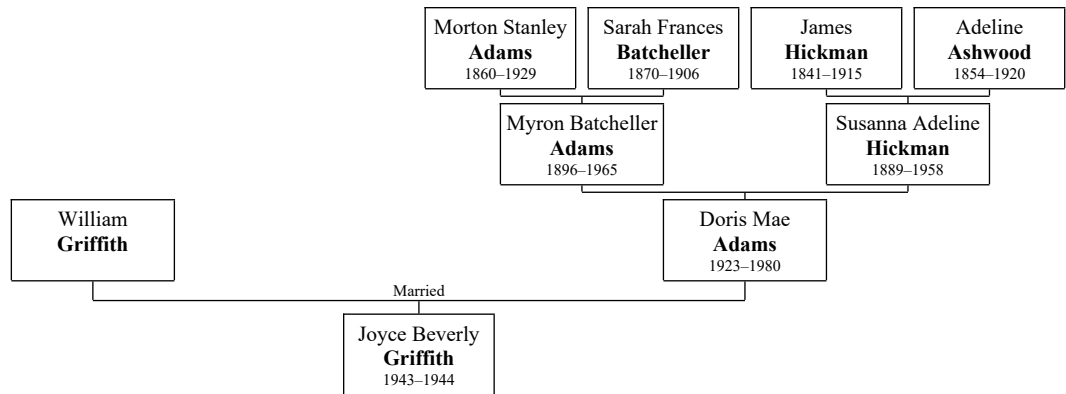 Morton Stanley
Adams
1860–1929
Sarah Frances
Batcheller
1870–1906
James
Hickman
1841–1915
Adeline
Ashwood
1854–1920
Myron Batcheller
Adams
1896–1965
Susanna Adeline
Hickman
1889–1958
William
Griffith
Doris Mae
Adams
1923–1980
Married
Joyce Beverly
Griffith
1943–1944